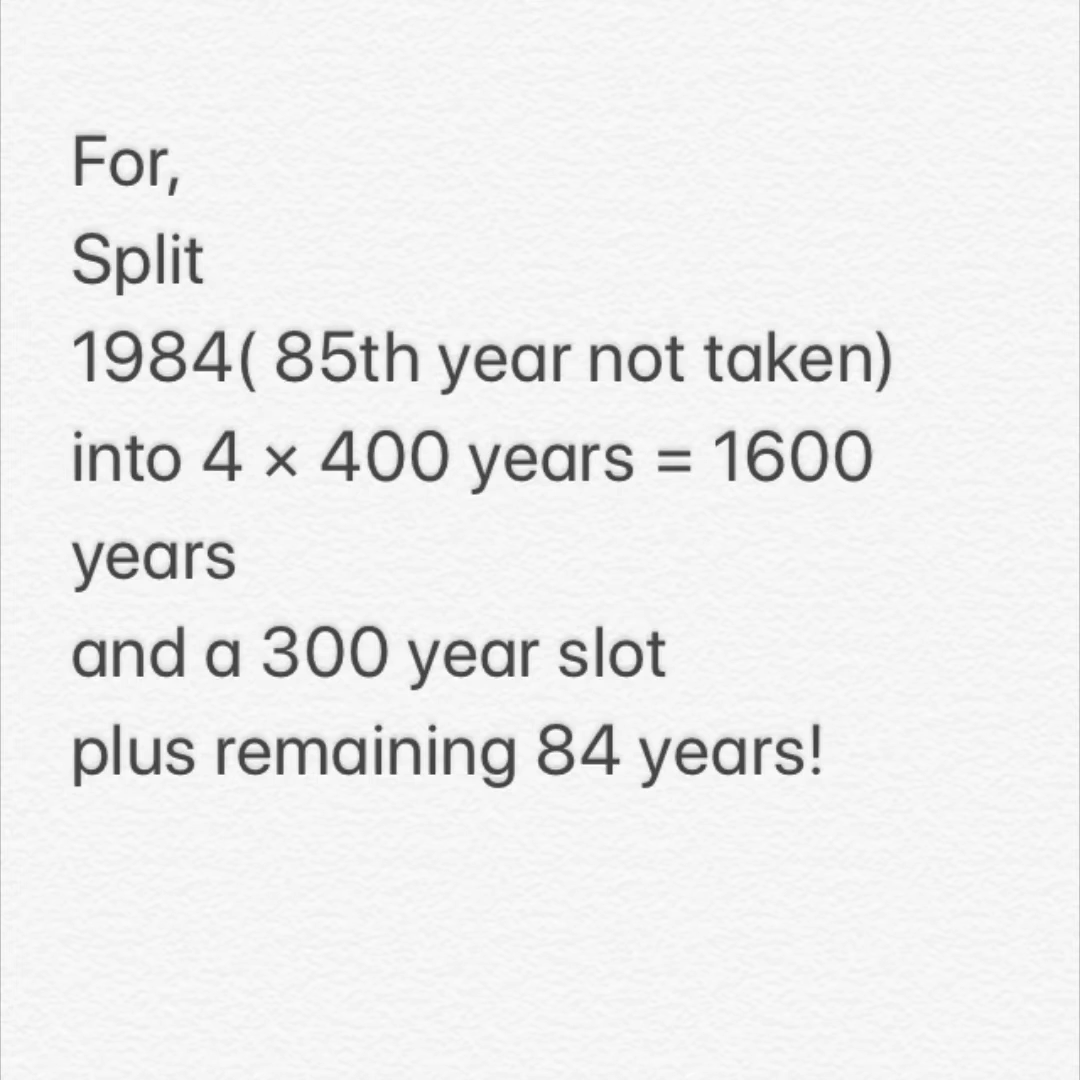 For,
Split
1984( 85th year not taken)
into 4 × 400 years = 1600
years
and a 300 year slot
plus remaining 84 years!